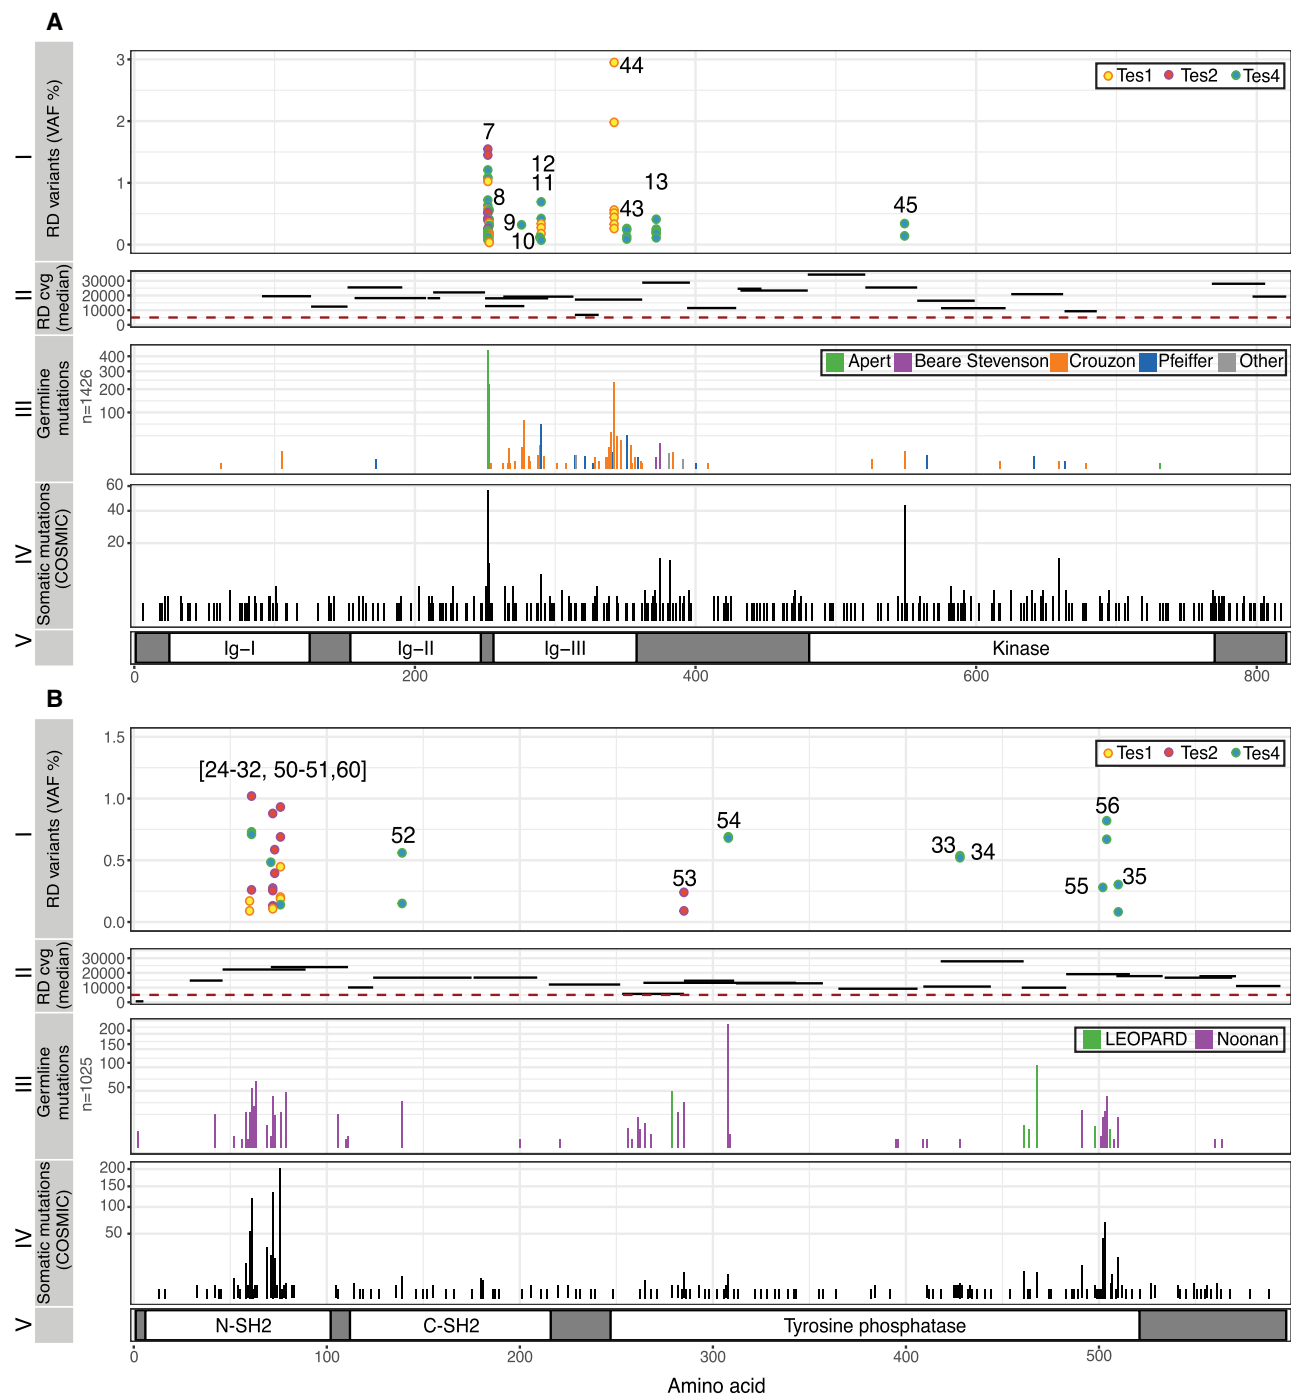 A
I
RD variants (VAF %)
3
2
1
0
44
7
8
9
10
12
11
43
13
45
Tes1 Tes2 Tes4
II
RD cvg
(median)
30000
20000
10000
0
III
Germline
mutations
n=1426
400
300
200
100
Apert Beare Stevenson Crouzon Pfeiffer Other
IV
Somatic mutations
(COSMIC)
60
40
20
V
Ig-I Ig-II Ig-III Kinase
0 200 400 600 800
B
I
RD variants (VAF %)
1.5
1.0
0.5
0.0
[24-32, 50-51,60]
52
53
54
33 34
56
55
35
Tes1 Tes2 Tes4
II
RD cvg
(median)
30000
20000
10000
0
III
Germline
mutations
n=1025
200
150
100
50
LEOPARD Noonan
IV
Somatic mutations
(COSMIC)
200
150
100
50
V
N-SH2 C-SH2 Tyrosine phosphatase
0 100 200 300 400 500
Amino acid